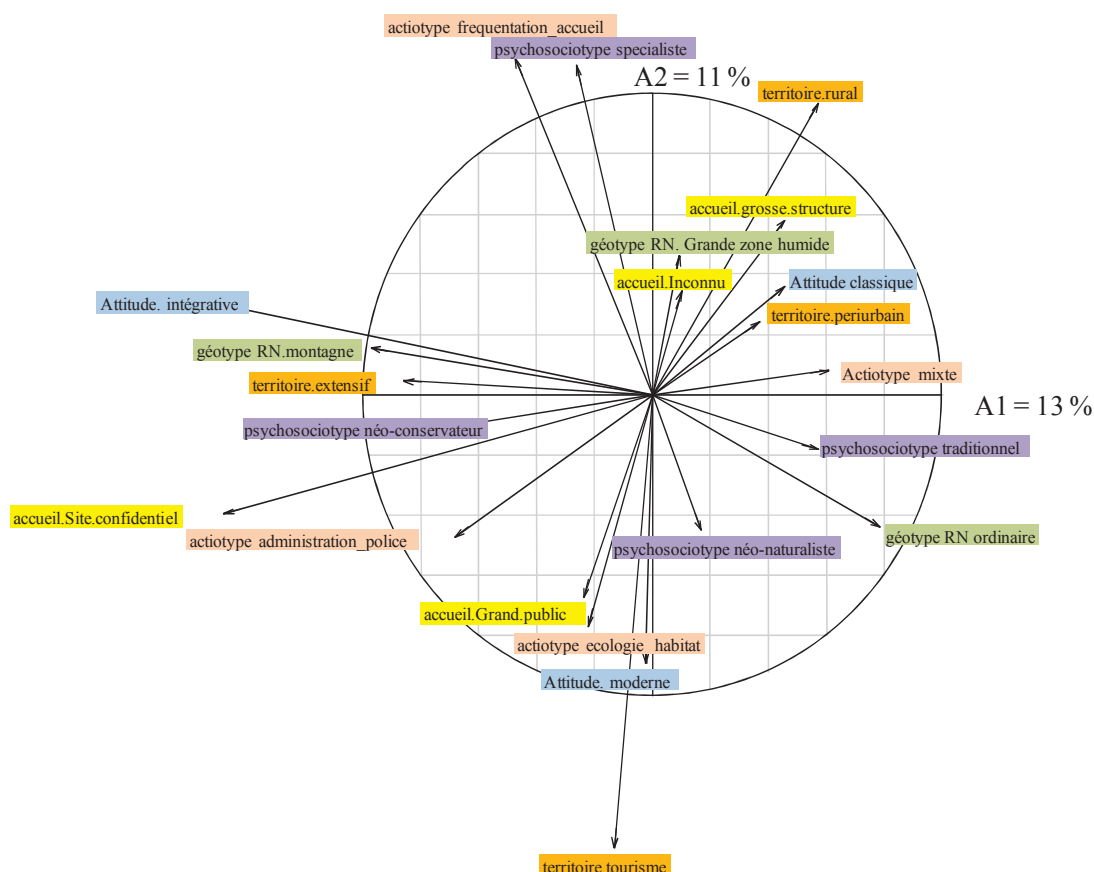 actiotype frequentation_accueil
psychosociotype specialiste
A2 = 11 %
territoire.rural
accueil.grosse.structure
géotype RN. Grande zone humide
accueil.Inconnu
Attitude classique
Attitude. intégrative
territoire.periurbain
géotype RN.montagne
territoire.extensif
Actiotype mixte
A1 = 13 %
psychosociotype néo-conservateur
psychosociotype traditionnel
accueil.Site.confidentiel
actiotype administration_police
psychosociotype néo-naturaliste
géotype RN ordinaire
accueil.Grand.public
actiotype ecologie_habitat
Attitude. moderne
territoire.tourisme